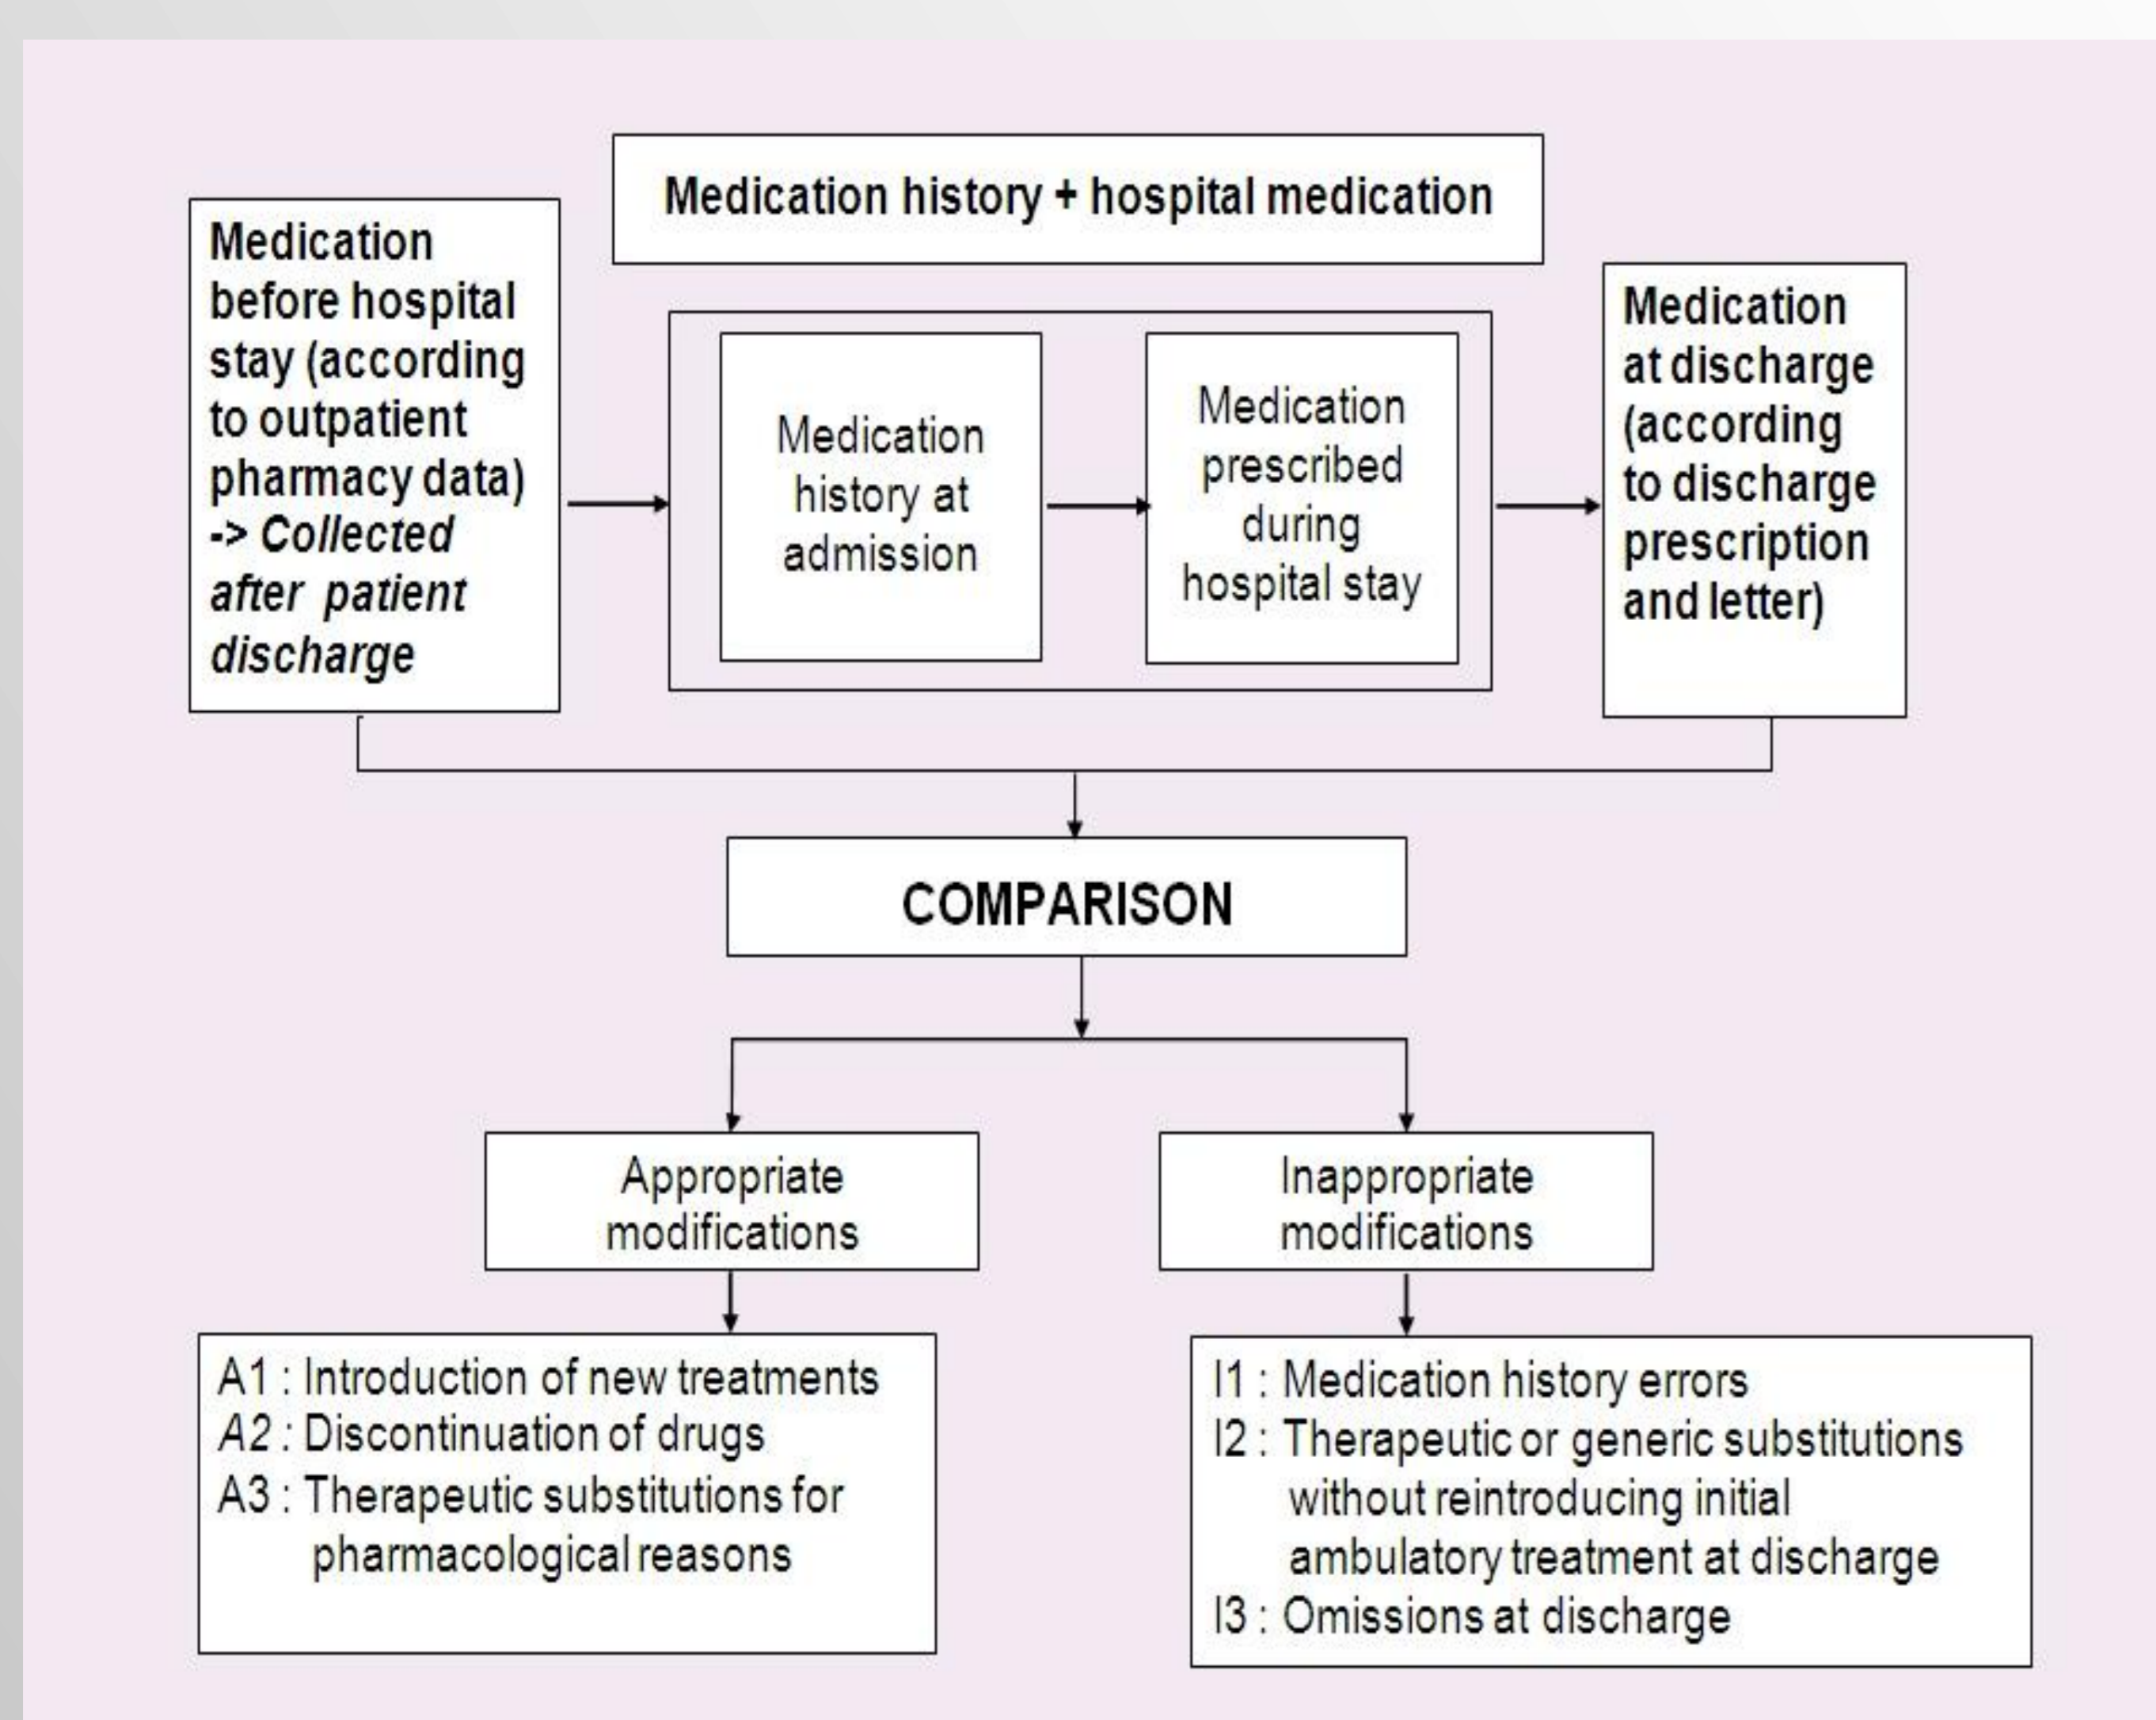 Medication history + hospital medication
Medication
before hospital
stay (according
to outpatient
pharmacy data)
-> Collected
after patient
discharge
Medication
history at
admission
Medication
prescribed
during
hospital stay
Medication
at discharge
(according
to discharge
prescription
and letter)
COMPARISON
Appropriate
modifications
Inappropriate
modifications
A1 : Introduction of new treatments
A2 : Discontinuation of drugs
A3 : Therapeutic substitutions for
pharmacological reasons
I1 : Medication history errors
I2 : Therapeutic or generic substitutions
without reintroducing initial
ambulatory treatment at discharge
I3 : Omissions at discharge